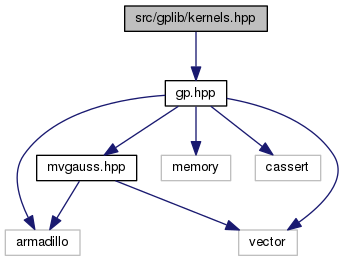 src/gplib/kernels.hpp
gp.hpp
mvgauss.hpp
memory
cassert
armadillo
vector